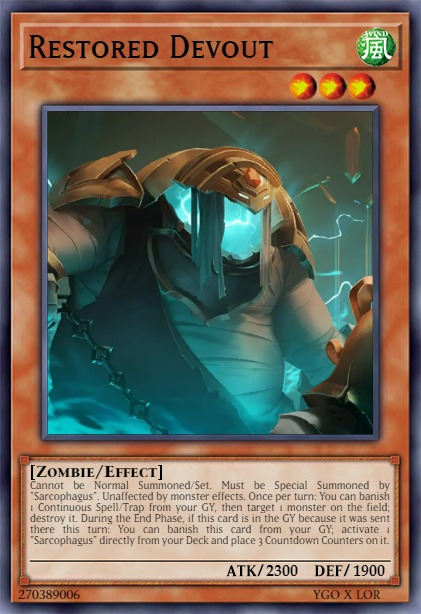 Restored Devout
WIND
風
[Zombie/Effect]
Cannot be Normal Summoned/Set. Must be Special Summoned by
"Sarcophagus". Unaffected by monster effects. Once per turn: You can banish
1 Continuous Spell/Trap from your GY, then target 1 monster on the field;
destroy it. During the End Phase, if this card is in the GY because it was sent
there this turn: You can banish this card from your GY; activate 1
"Sarcophagus" directly from your Deck and place 3 Countdown Counters on it.
ATK/2300 DEF/1900
270389006 YGO X LOR